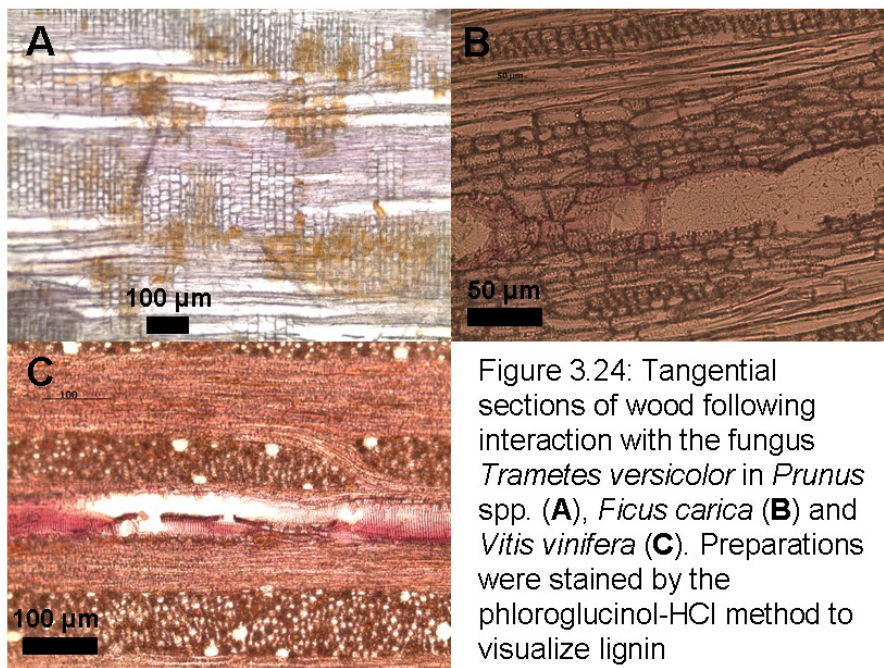 A
B
50 µm
100 µm
50 µm
C
100
100 µm
Figure 3.24: Tangential
sections of wood following
interaction with the fungus
Trametes versicolor in Prunus
spp. (A), Ficus carica (B) and
Vitis vinifera (C). Preparations
were stained by the
phloroglucinol-HCl method to
visualize lignin